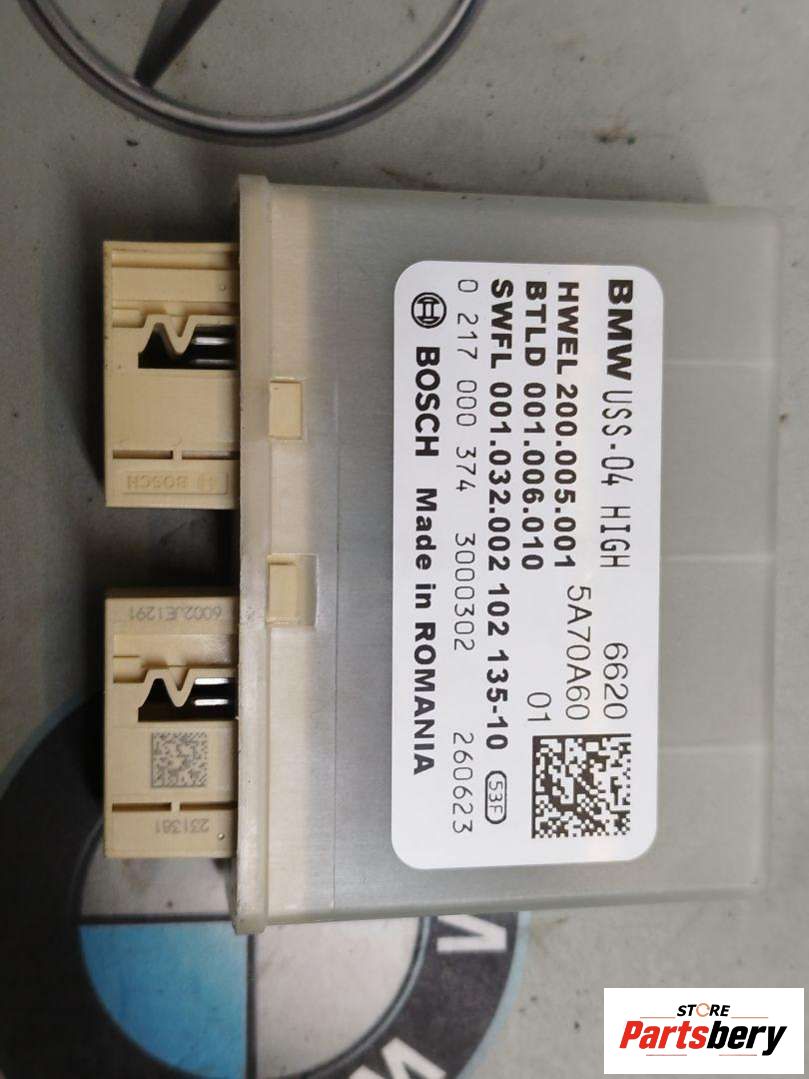 BMW USS-04 HIGH 6620
HWEL 200.005.001 5A70A60
BTLD 001.006.010 01
SWFL 001.032.002 102 135-10 53F
0 217 000 374 3000302 260623
BOSCH Made in ROMANIA
BOSCH
6002JE1291
231381
W
M
STORE
Partsbery